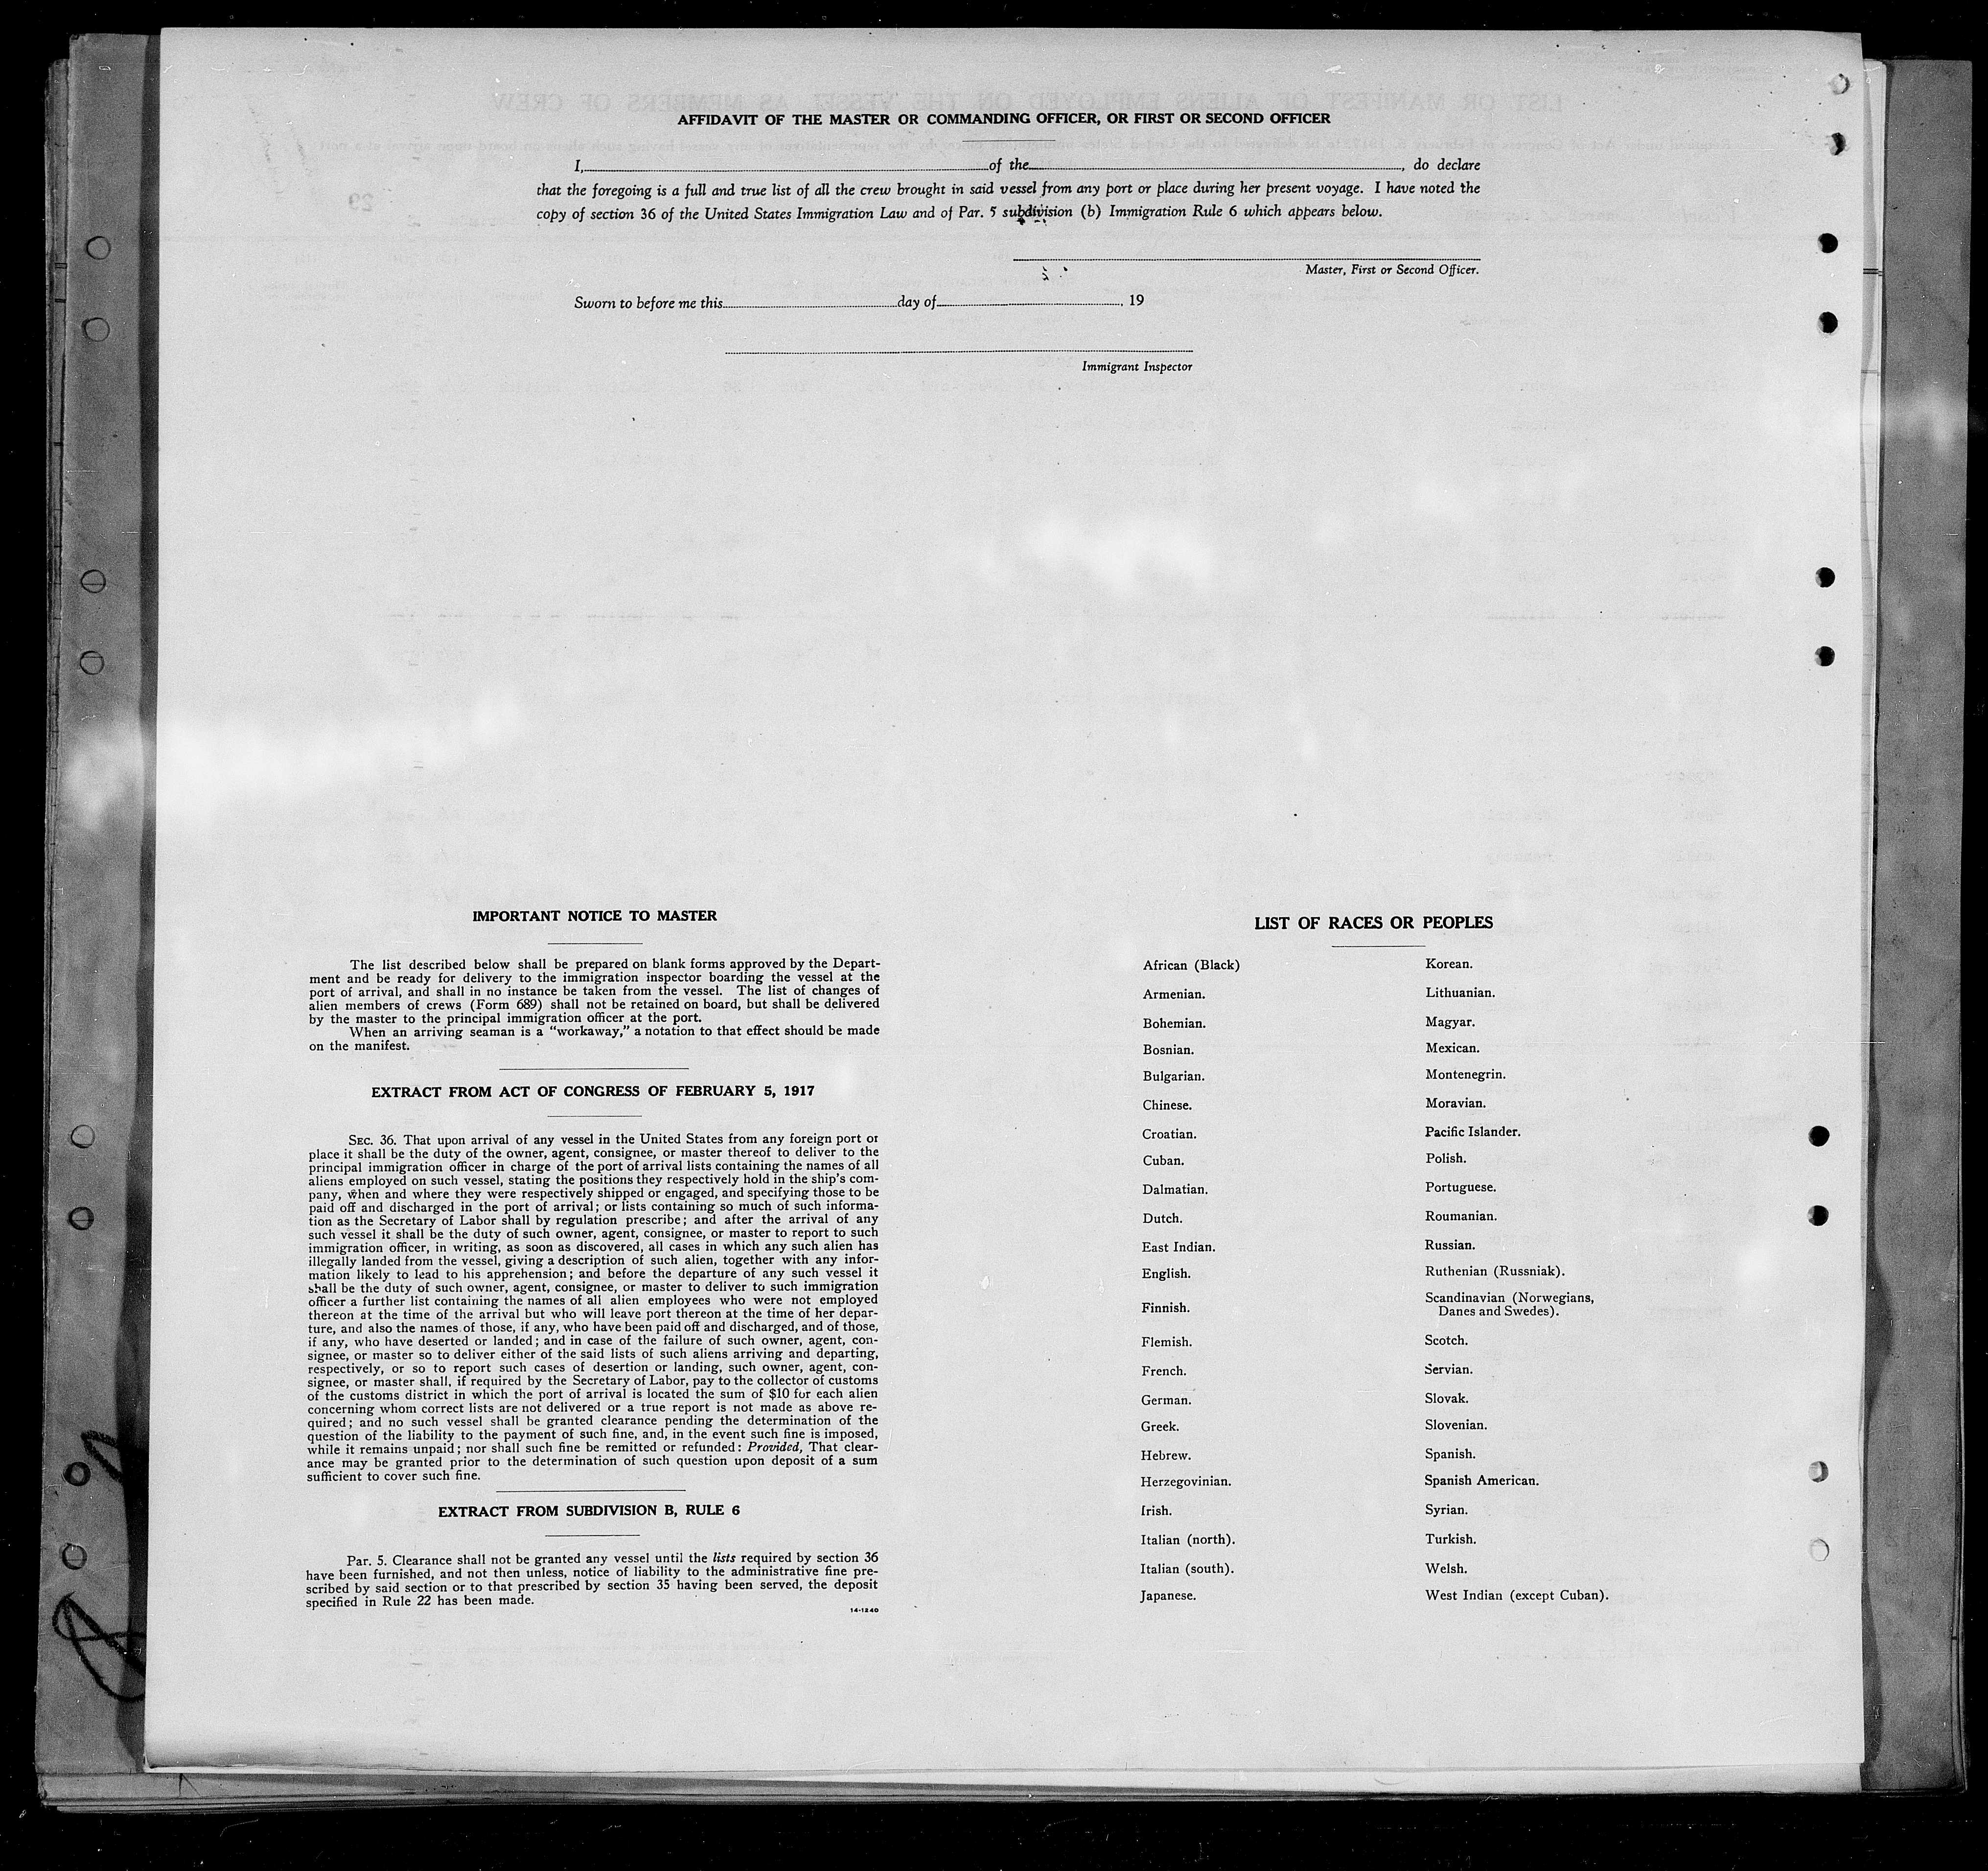 AFFIDAVIT OF THE MASTER OR COMMANDING OFFICER, OR FIRST OR SECOND OFFICER
I, of the , do declare
that the foregoing is a full and true list of all the crew brought in said vessel from any port or place during her present voyage. I have noted the
copy of section 36 of the United States Immigration Law and of Par. 5 subdivision (b) Immigration Rule 6 which appears below.
Master, First or Second Officer.
Sworn to before me this day of , 19
Immigrant Inspector
IMPORTANT NOTICE TO MASTER
The list described below shall be prepared on blank forms approved by the Depart-
ment and be ready for delivery to the immigration inspector boarding the vessel at the
port of arrival, and shall in no instance be taken from the vessel. The list of changes of
alien members of crews (Form 689) shall not be retained on board, but shall be delivered
by the master to the principal immigration officer at the port.
When an arriving seaman is a “workaway,” a notation to that effect should be made
on the manifest.
EXTRACT FROM ACT OF CONGRESS OF FEBRUARY 5, 1917
SEC. 36. That upon arrival of any vessel in the United States from any foreign port or
place it shall be the duty of the owner, agent, consignee, or master thereof to deliver to the
principal immigration officer in charge of the port of arrival lists containing the names of all
aliens employed on such vessel, stating the positions they respectively hold in the ship's com-
pany, when and where they were respectively shipped or engaged, and specifying those to be
paid off and discharged in the port of arrival; or lists containing so much of such informa-
tion as the Secretary of Labor shall by regulation prescribe; and after the arrival of any
such vessel it shall be the duty of such owner, agent, consignee, or master to report to such
immigration officer, in writing, as soon as discovered, all cases in which any such alien has
illegally landed from the vessel, giving a description of such alien, together with any infor-
mation likely to lead to his apprehension; and before the departure of any such vessel it
shall be the duty of such owner, agent, consignee, or master to deliver to such immigration
officer a further list containing the names of all alien employees who were not employed
thereon at the time of the arrival but who will leave port thereon at the time of her depar-
ture, and also the names of those, if any, who have been paid off and discharged, and of those,
if any, who have deserted or landed; and in case of the failure of such owner, agent, con-
signee, or master so to deliver either of the said lists of such aliens arriving and departing,
respectively, or so to report such cases of desertion or landing, such owner, agent, con-
signee, or master shall, if required by the Secretary of Labor, pay to the collector of customs
of the customs district in which the port of arrival is located the sum of $10 for each alien
concerning whom correct lists are not delivered or a true report is not made as above re-
quired; and no such vessel shall be granted clearance pending the determination of the
question of the liability to the payment of such fine, and, in the event such fine is imposed,
while it remains unpaid; nor shall such fine be remitted or refunded: Provided, That clear-
ance may be granted prior to the determination of such question upon deposit of a sum
sufficient to cover such fine.
EXTRACT FROM SUBDIVISION B, RULE 6
Par. 5. Clearance shall not be granted any vessel until the lists required by section 36
have been furnished, and not then unless, notice of liability to the administrative fine pre-
scribed by said section or to that prescribed by section 35 having been served, the deposit
specified in Rule 22 has been made.
14-1240
LIST OF RACES OR PEOPLES
African (Black)
Armenian.
Bohemian.
Bosnian.
Bulgarian.
Chinese.
Croatian.
Cuban.
Dalmatian.
Dutch.
East Indian.
English.
Finnish.
Flemish.
French.
German.
Greek.
Hebrew.
Herzegovinian.
Irish.
Italian (north).
Italian (south).
Japanese.
Korean.
Lithuanian.
Magyar.
Mexican.
Montenegrin.
Moravian.
Pacific Islander.
Polish.
Portuguese.
Roumanian.
Russian.
Ruthenian (Russniak).
Scandinavian (Norwegians,
Danes and Swedes).
Scotch.
Servian.
Slovak.
Slovenian.
Spanish.
Spanish American.
Syrian.
Turkish.
Welsh.
West Indian (except Cuban).